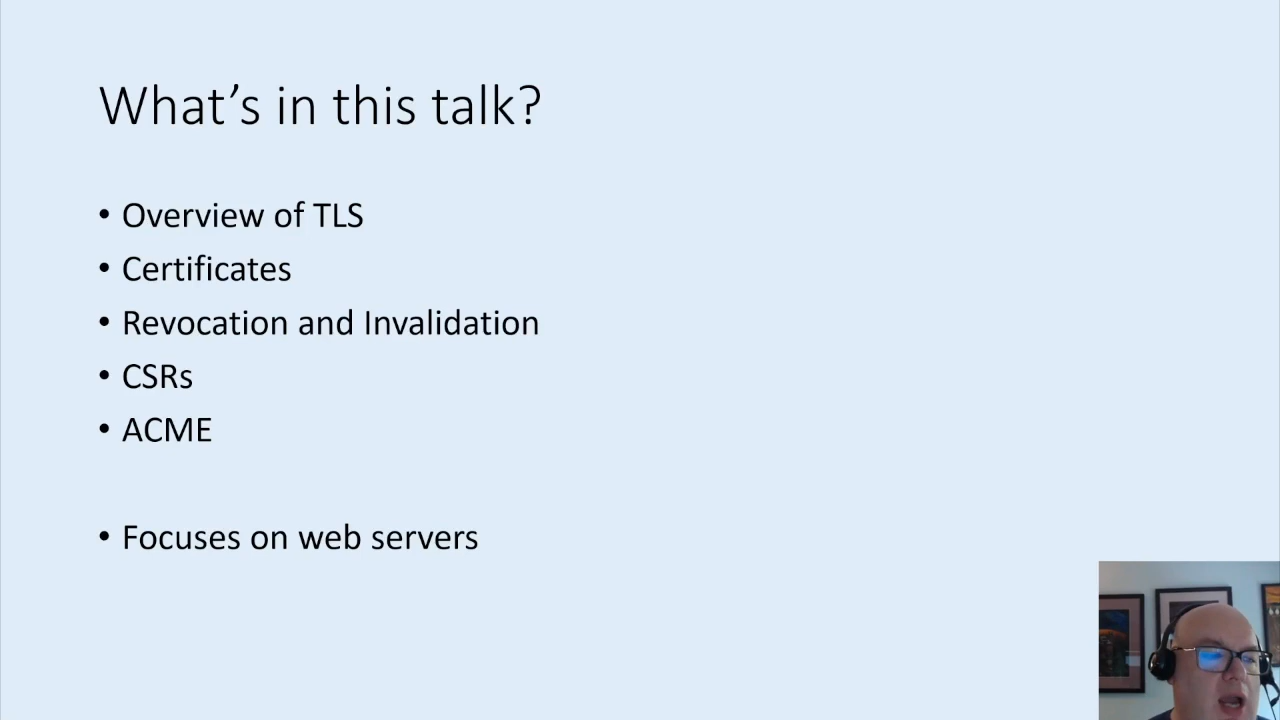 What’s in this talk?
• Overview of TLS
• Certificates
• Revocation and Invalidation
• CSRs
• ACME
• Focuses on web servers